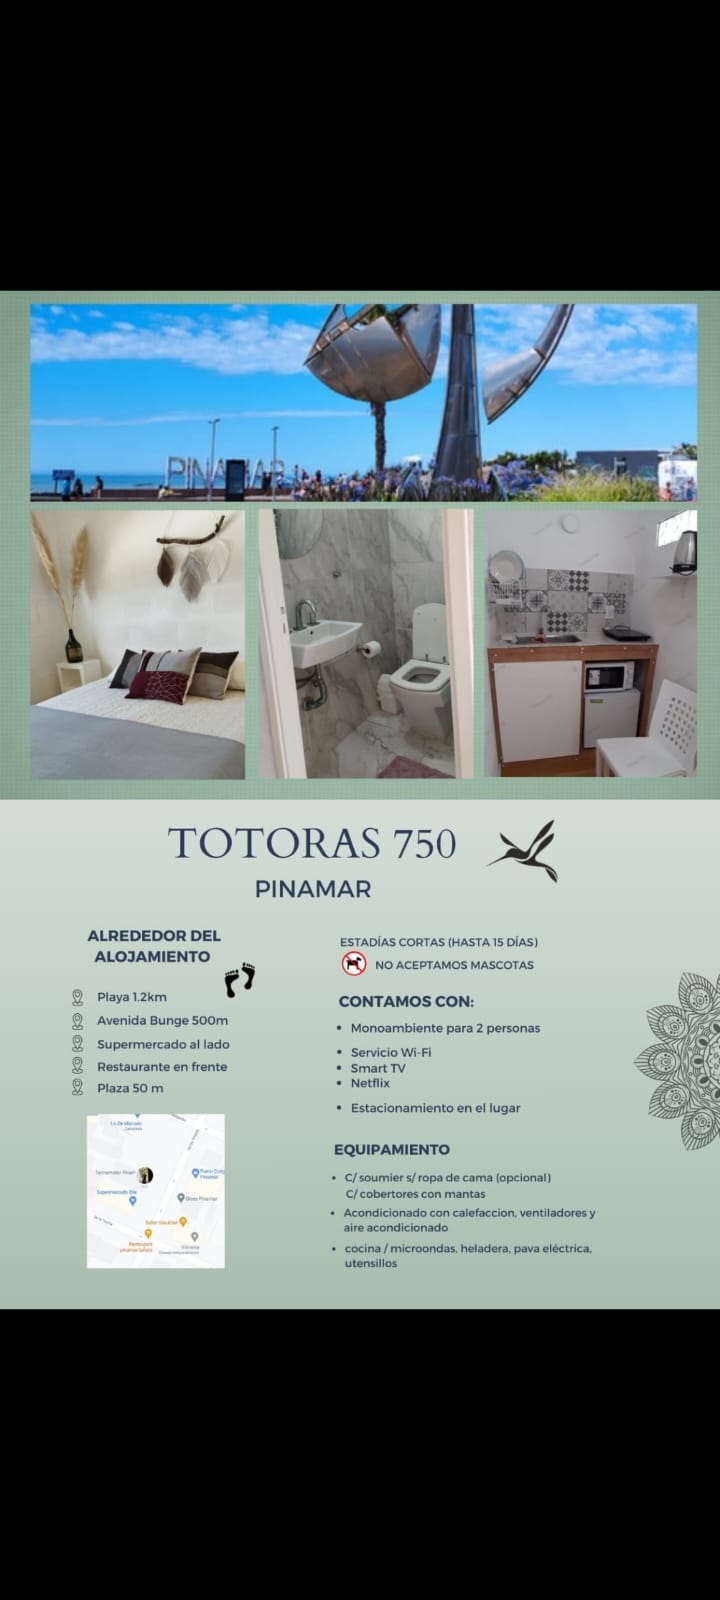 PINAMAR
TOTORAS 750
PINAMAR
ALREDEDOR DEL
ALOJAMIENTO
Playa 1.2km
Avenida Bunge 500m
Supermercado al lado
Restaurante en frente
Plaza 50 m
ESTADÍAS CORTAS (HASTA 15 DÍAS)
NO ACEPTAMOS MASCOTAS
CONTAMOS CON:
• Monoambiente para 2 personas
• Servicio Wi-Fi
• Smart TV
• Netflix
• Estacionamiento en el lugar
EQUIPAMIENTO
• C/ soumier s/ ropa de cama (opcional)
C/ cobertores con mantas
• Acondicionado con calefaccion, ventiladores y
aire acondicionado
• cocina / microondas, heladera, pava eléctrica,
utensillos